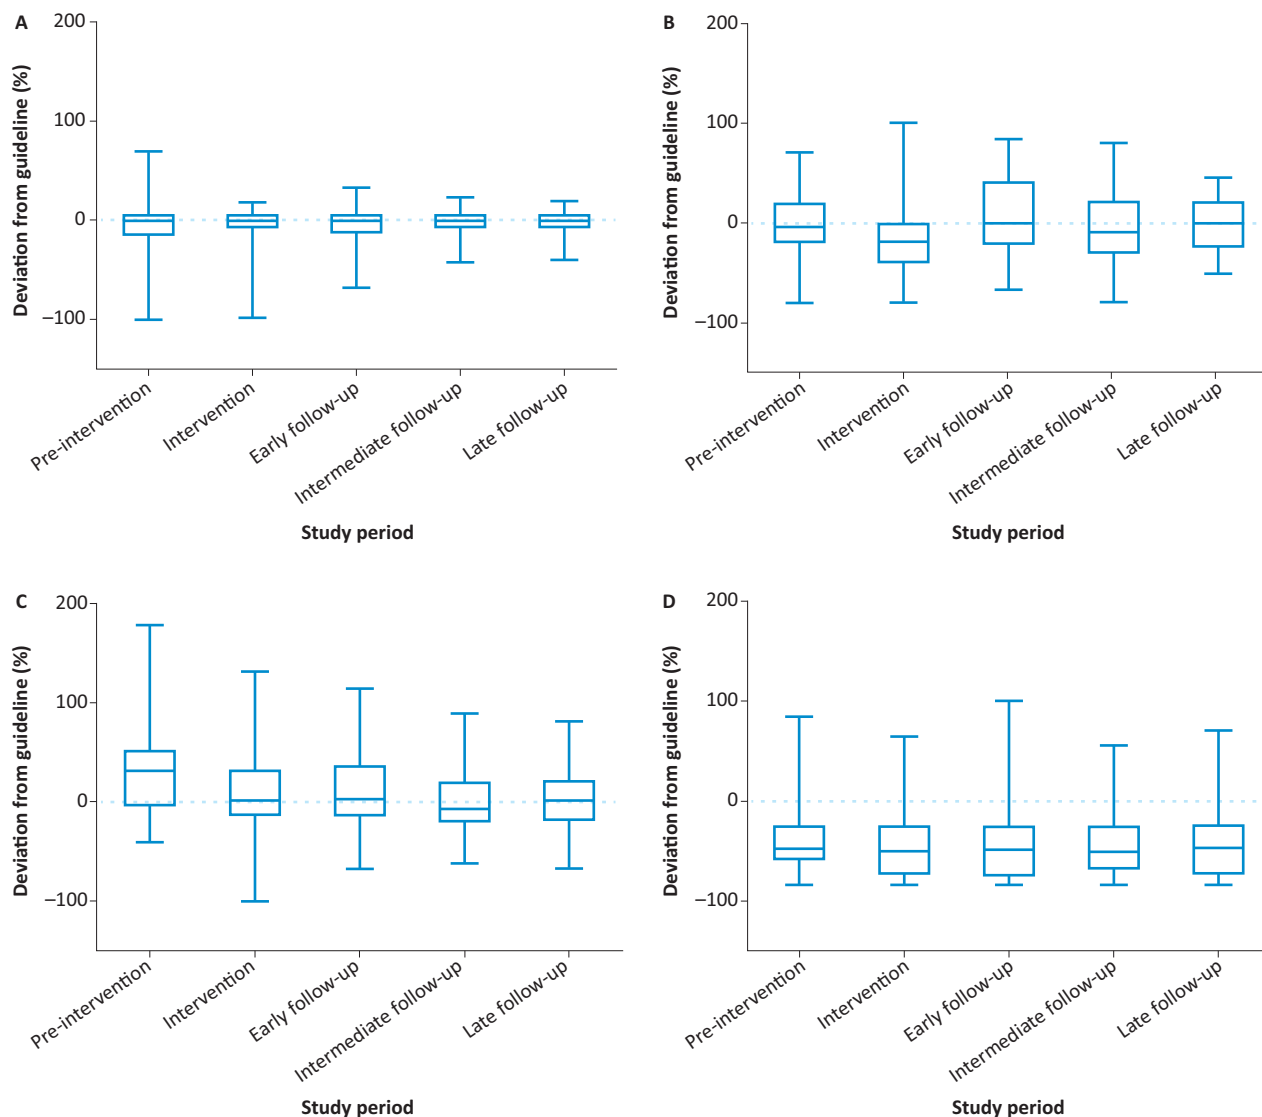 A
Deviation from guideline (%)
200
100
0
–100
Pre-intervention
Intervention
Early follow-up
Intermediate follow-up
Late follow-up
Study period
B
Deviation from guideline (%)
200
100
0
–100
Pre-intervention
Intervention
Early follow-up
Intermediate follow-up
Late follow-up
Study period
C
Deviation from guideline (%)
200
100
0
–100
Pre-intervention
Intervention
Early follow-up
Intermediate follow-up
Late follow-up
Study period
D
Deviation from guideline (%)
200
100
0
–100
Pre-intervention
Intervention
Early follow-up
Intermediate follow-up
Late follow-up
Study period